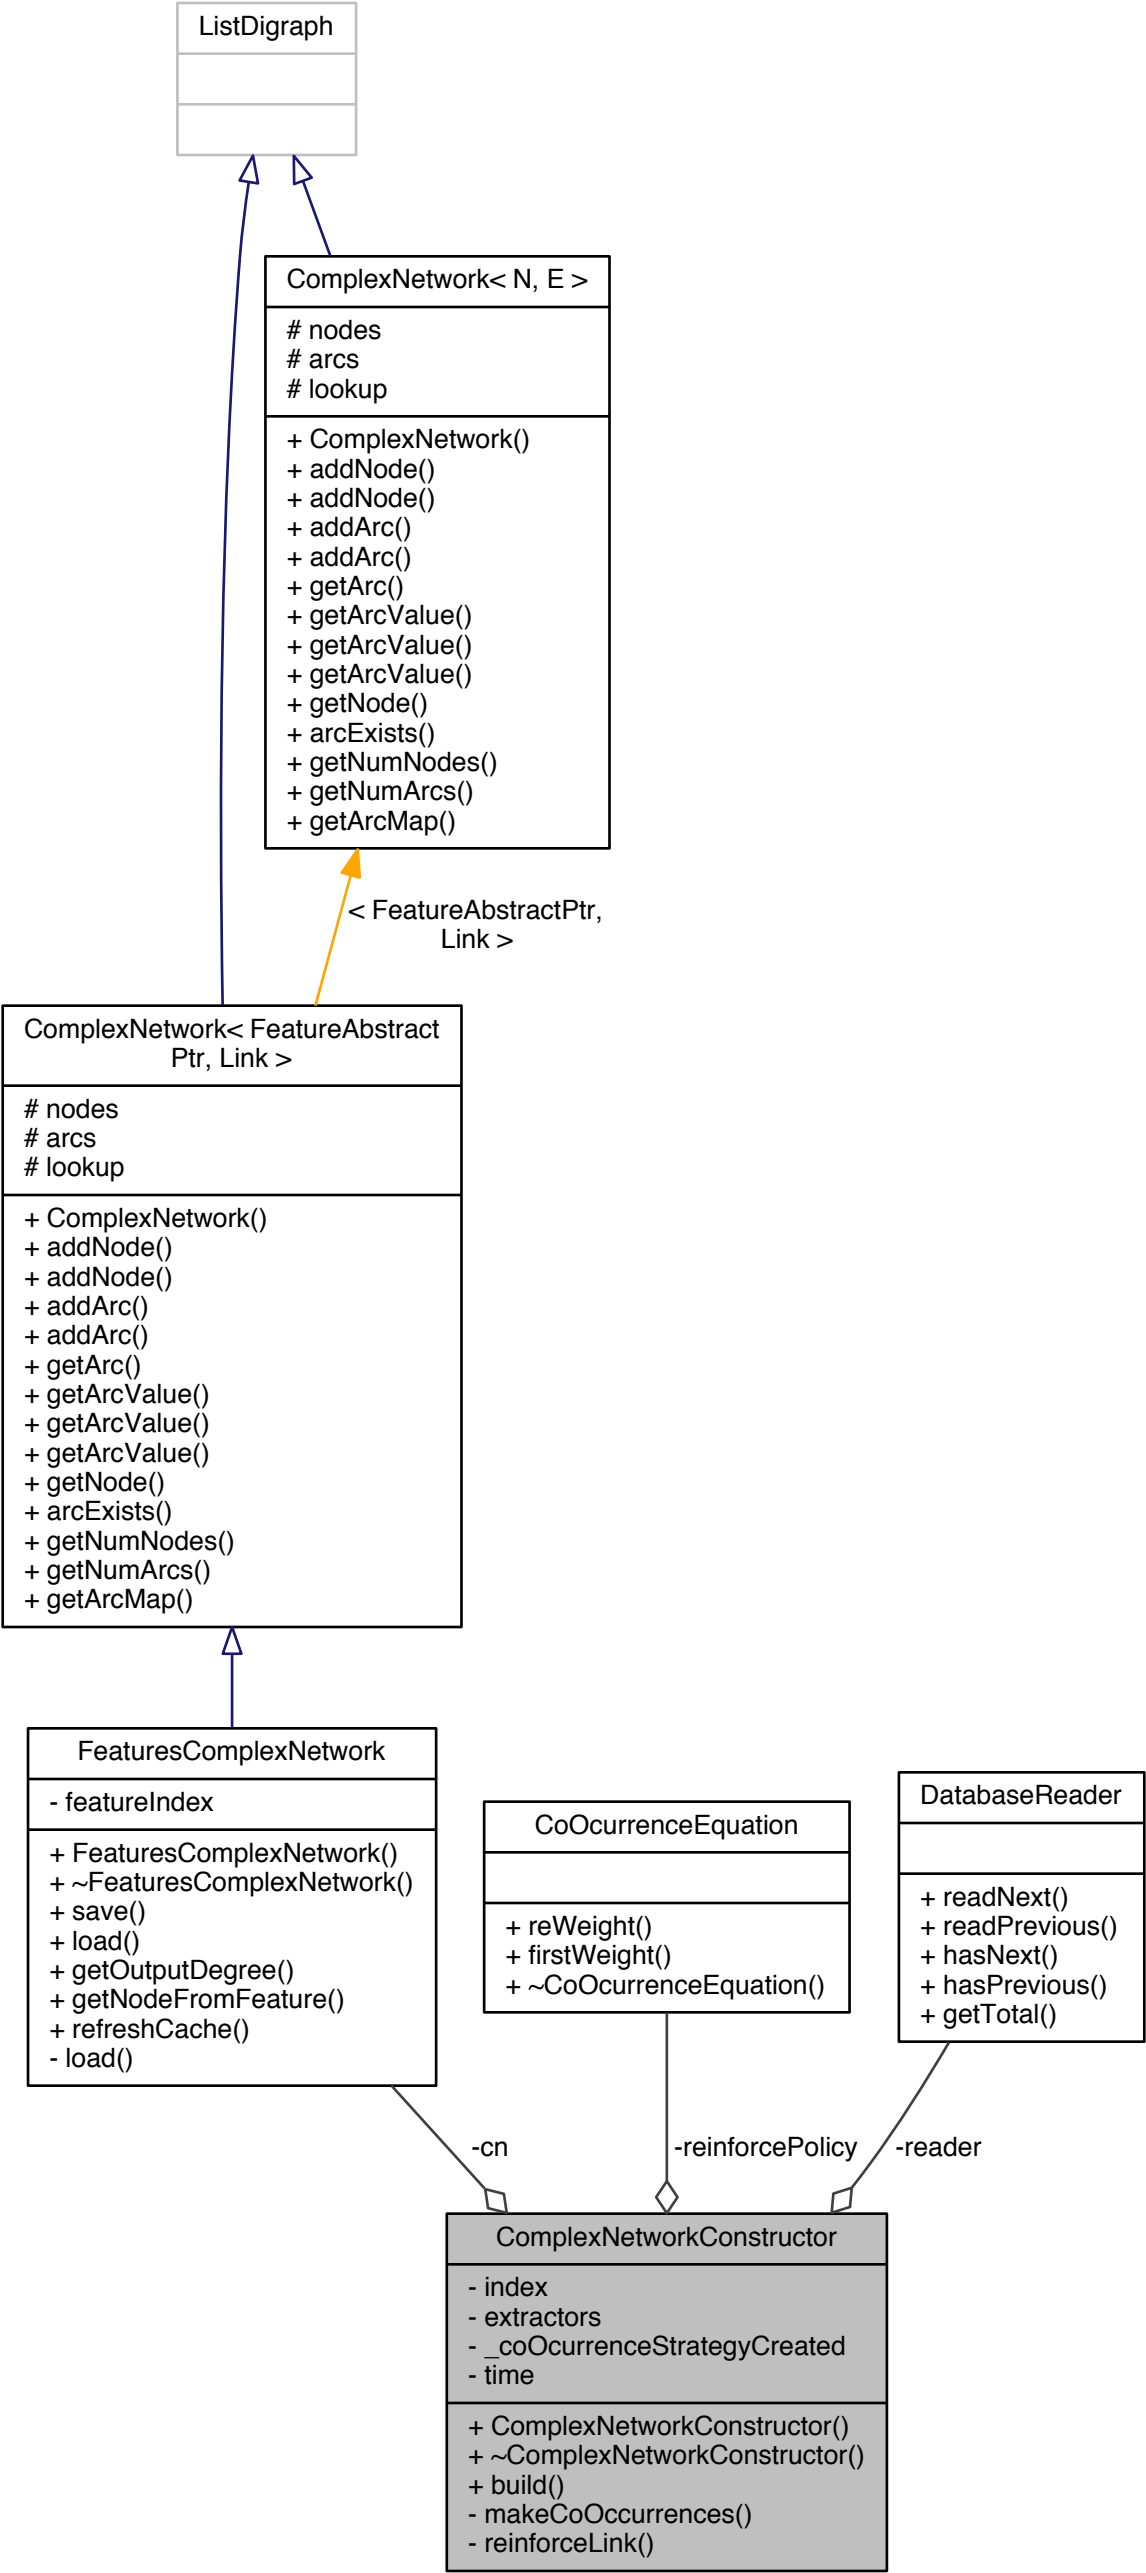 ListDigraph
ComplexNetwork< N, E >
# nodes
# arcs
# lookup
+ ComplexNetwork()
+ addNode()
+ addNode()
+ addArc()
+ addArc()
+ getArc()
+ getArcValue()
+ getArcValue()
+ getArcValue()
+ getNode()
+ arcExists()
+ getNumNodes()
+ getNumArcs()
+ getArcMap()
< FeatureAbstractPtr,
Link >
ComplexNetwork< FeatureAbstract
Ptr, Link >
# nodes
# arcs
# lookup
+ ComplexNetwork()
+ addNode()
+ addNode()
+ addArc()
+ addArc()
+ getArc()
+ getArcValue()
+ getArcValue()
+ getArcValue()
+ getNode()
+ arcExists()
+ getNumNodes()
+ getNumArcs()
+ getArcMap()
FeaturesComplexNetwork
- featureIndex
+ FeaturesComplexNetwork()
+ ~FeaturesComplexNetwork()
+ save()
+ load()
+ getOutputDegree()
+ getNodeFromFeature()
+ refreshCache()
- load()
CoOcurrenceEquation
+ reWeight()
+ firstWeight()
+ ~CoOcurrenceEquation()
DatabaseReader
+ readNext()
+ readPrevious()
+ hasNext()
+ hasPrevious()
+ getTotal()
-cn
-reinforcePolicy
-reader
ComplexNetworkConstructor
- index
- extractors
- _coOcurrenceStrategyCreated
- time
+ ComplexNetworkConstructor()
+ ~ComplexNetworkConstructor()
+ build()
- makeCoOccurrences()
- reinforceLink()